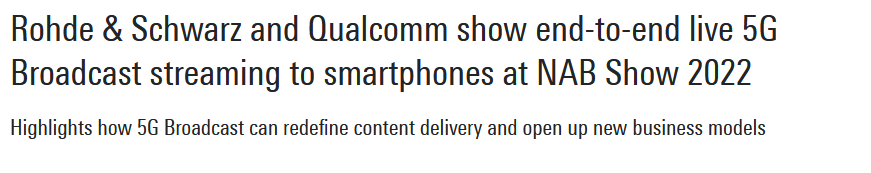 Rohde & Schwarz and Qualcomm show end-to-end live 5G
Broadcast streaming to smartphones at NAB Show 2022
Highlights how 5G Broadcast can redefine content delivery and open up new business models